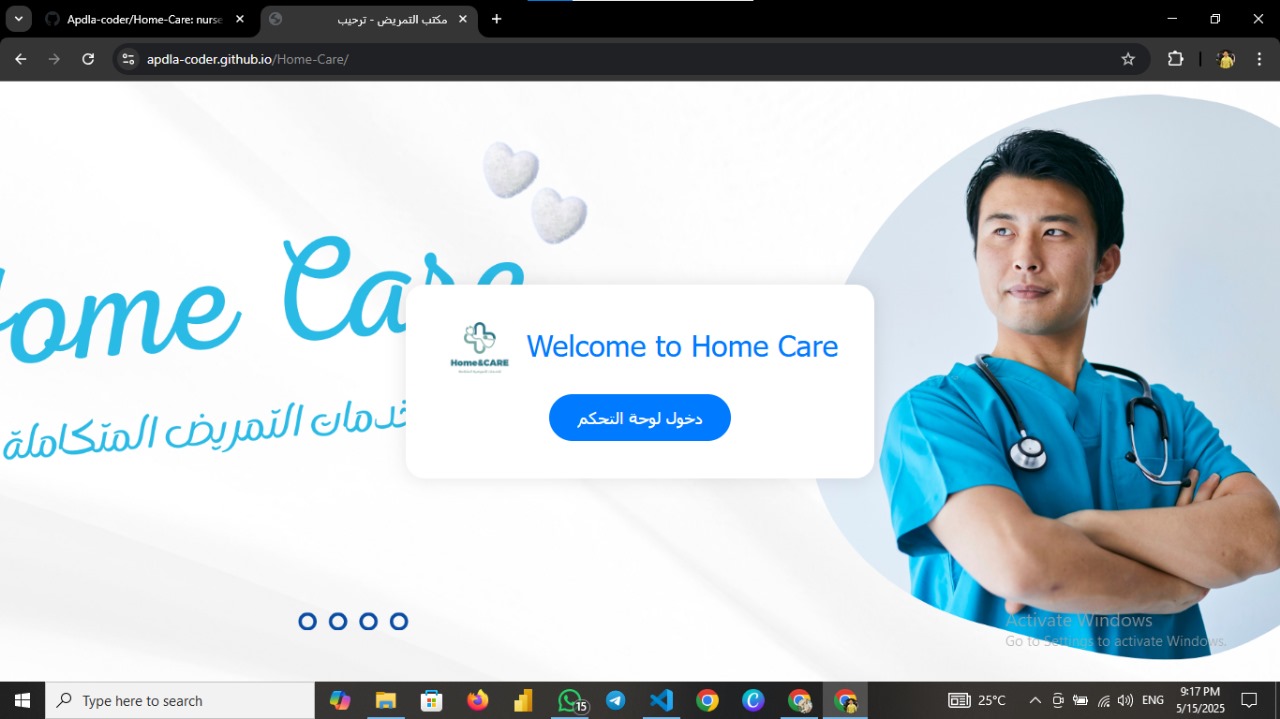 Apdla-coder/Home-Care: nurse
مكتب التمريض - ترحيب
apdla-coder.github.io/Home-Care/
ome Care
خدمات التمريض المتكاملة
Home&CARE
Welcome to Home Care
دخول لوحة التحكم
Activate Windows
Go to Settings to activate Windows.
Type here to search
15
25°C
ENG
9:17 PM
5/15/2025